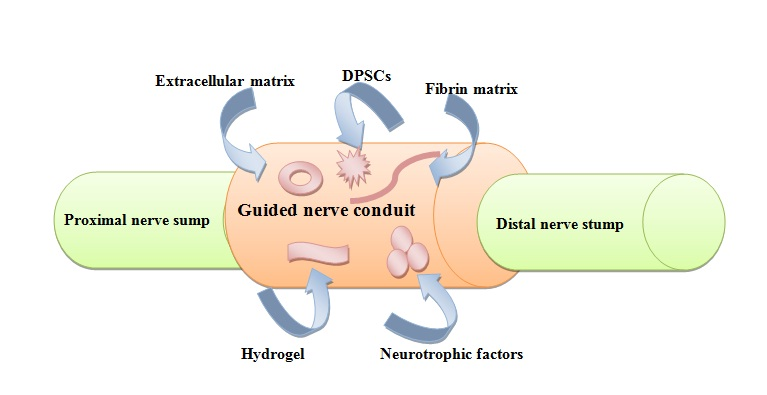 Extracellular matrix
DPSCs
Fibrin matrix
Proximal nerve sump
Guided nerve conduit
Distal nerve stump
Hydrogel
Neurotrophic factors